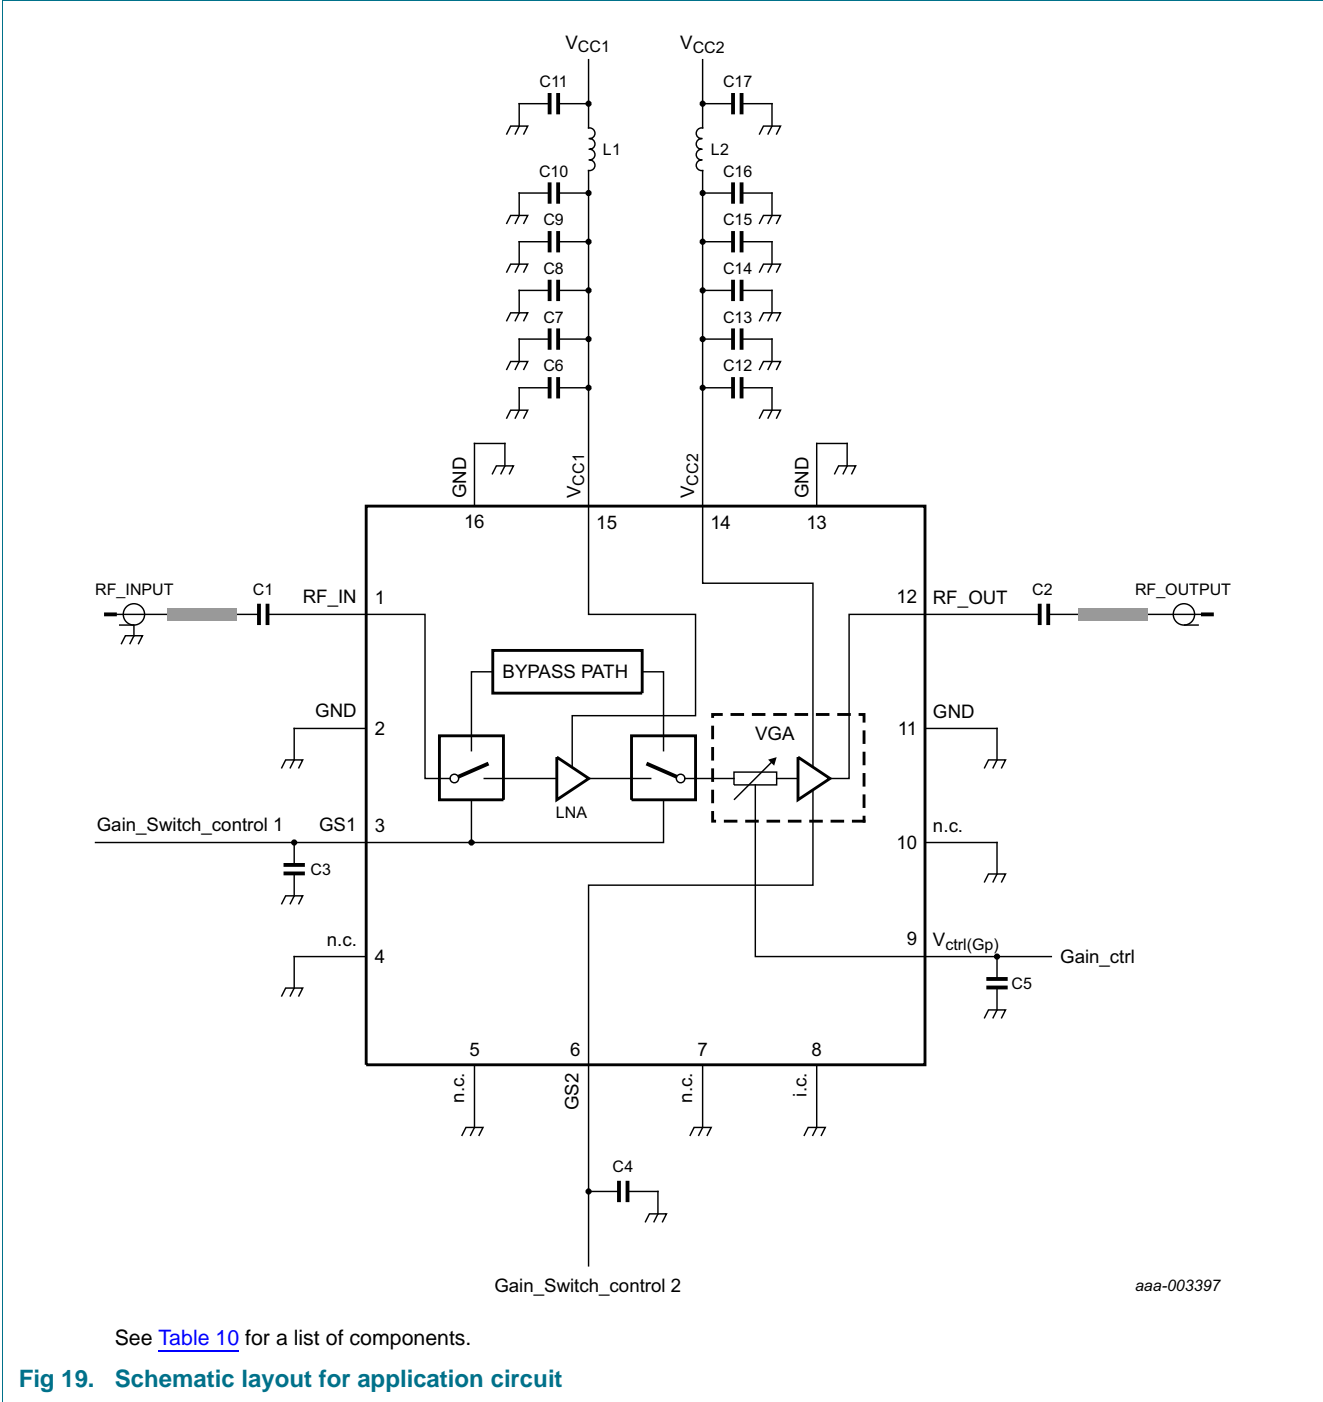 VCC1
VCC2
C11
C17
L1
L2
C10
C16
C9
C15
C8
C14
C7
C13
C6
C12
GND
VCC1
VCC2
GND
16
15
14
13
RF_INPUT
C1
RF_IN
1
12
RF_OUT
C2
RF_OUTPUT
BYPASS PATH
GND
2
11
GND
VGA
LNA
Gain_Switch_control 1
GS1
3
10
n.c.
C3
n.c.
4
9
Vctrl(Gp)
Gain_ctrl
C5
5
6
7
8
n.c.
GS2
n.c.
i.c.
C4
Gain_Switch_control 2
aaa-003397
See Table 10 for a list of components.
Fig 19. Schematic layout for application circuit